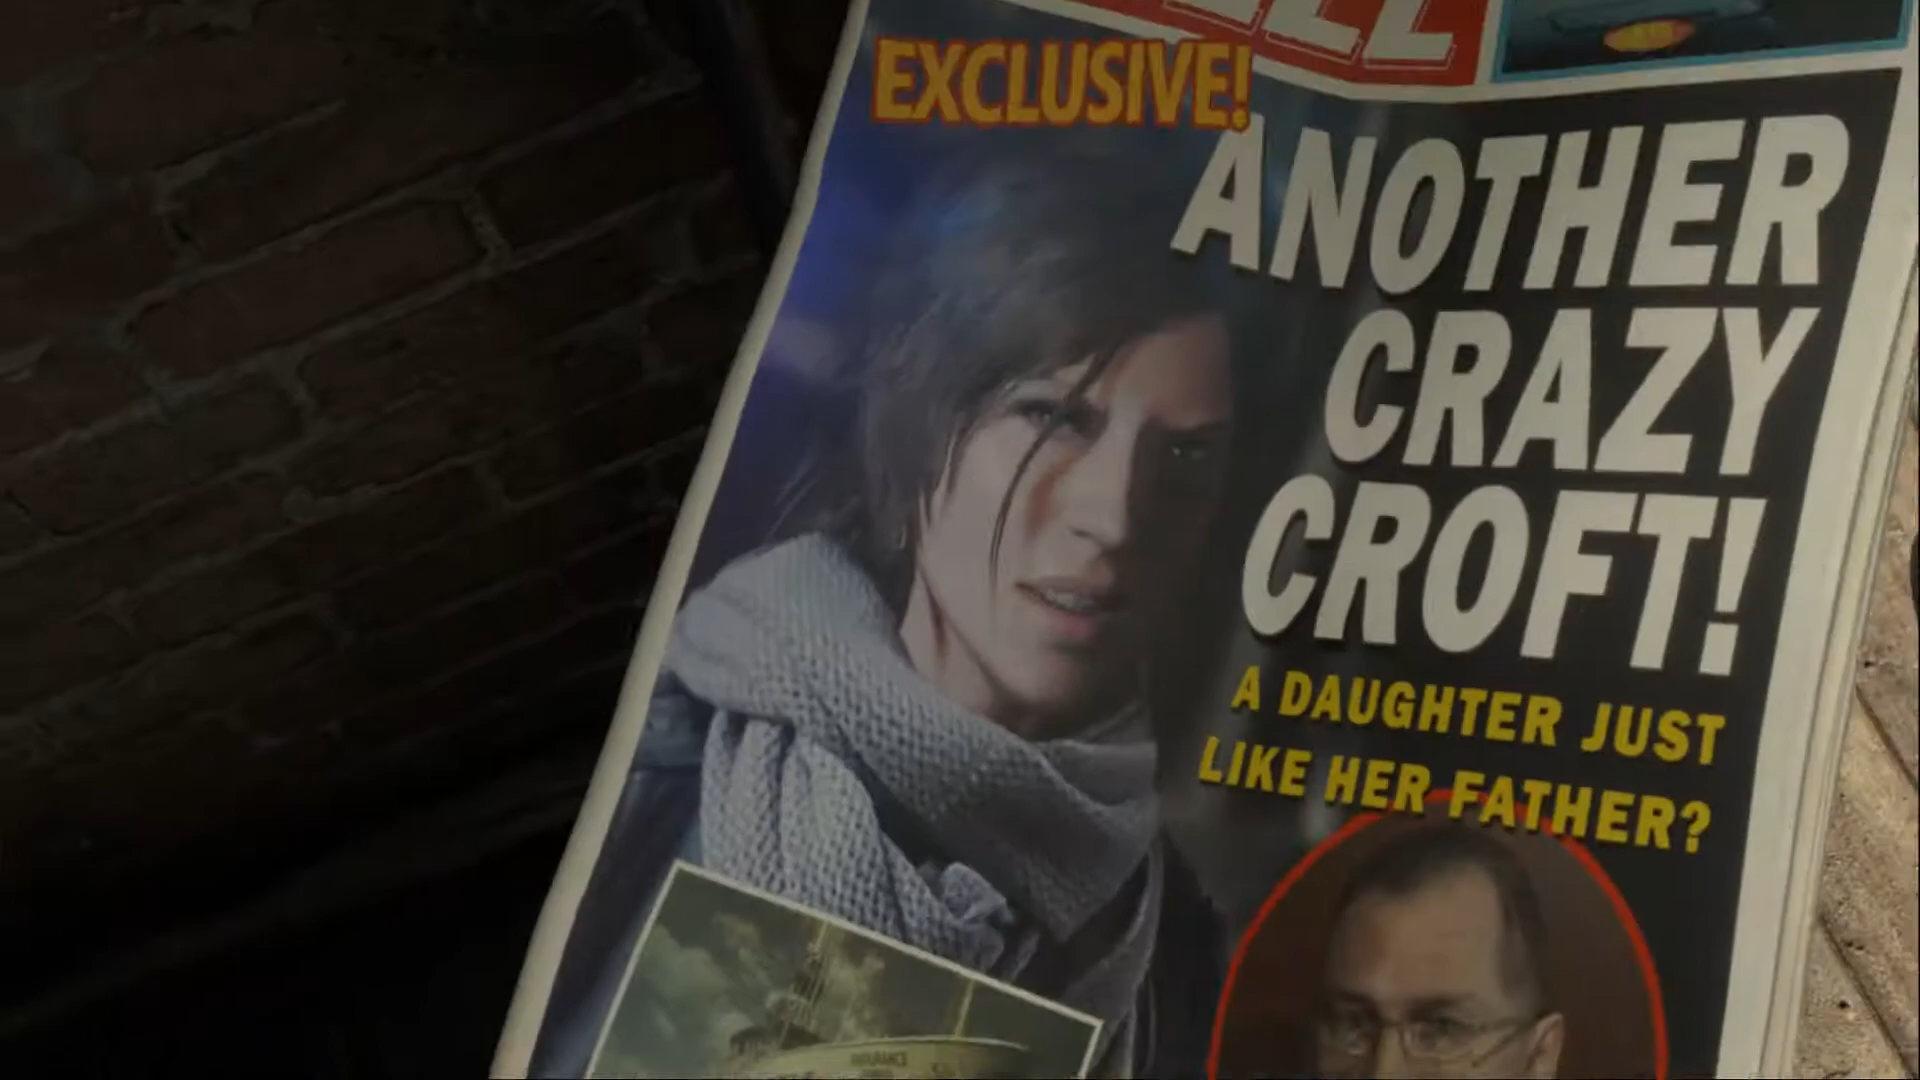 EXCLUSIVE!
ANOTHER
CRAZY
CROFT!
A DAUGHTER JUST
LIKE HER FATHER?